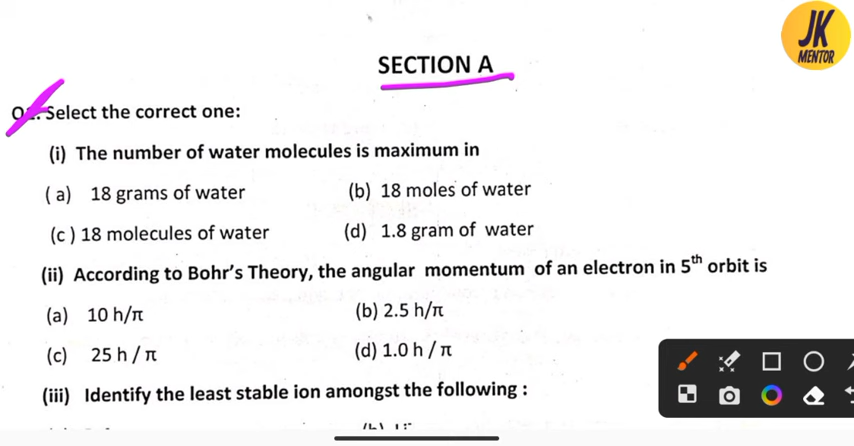 JK
MENTOR
SECTION A
Select the correct one:
(i) The number of water molecules is maximum in
( a) 18 grams of water (b) 18 moles of water
(c ) 18 molecules of water (d) 1.8 gram of water
(ii) According to Bohr’s Theory, the angular momentum of an electron in 5th orbit is
(a) 10 h/π (b) 2.5 h/π
(c) 25 h / π (d) 1.0 h / π
(iii) Identify the least stable ion amongst the following :